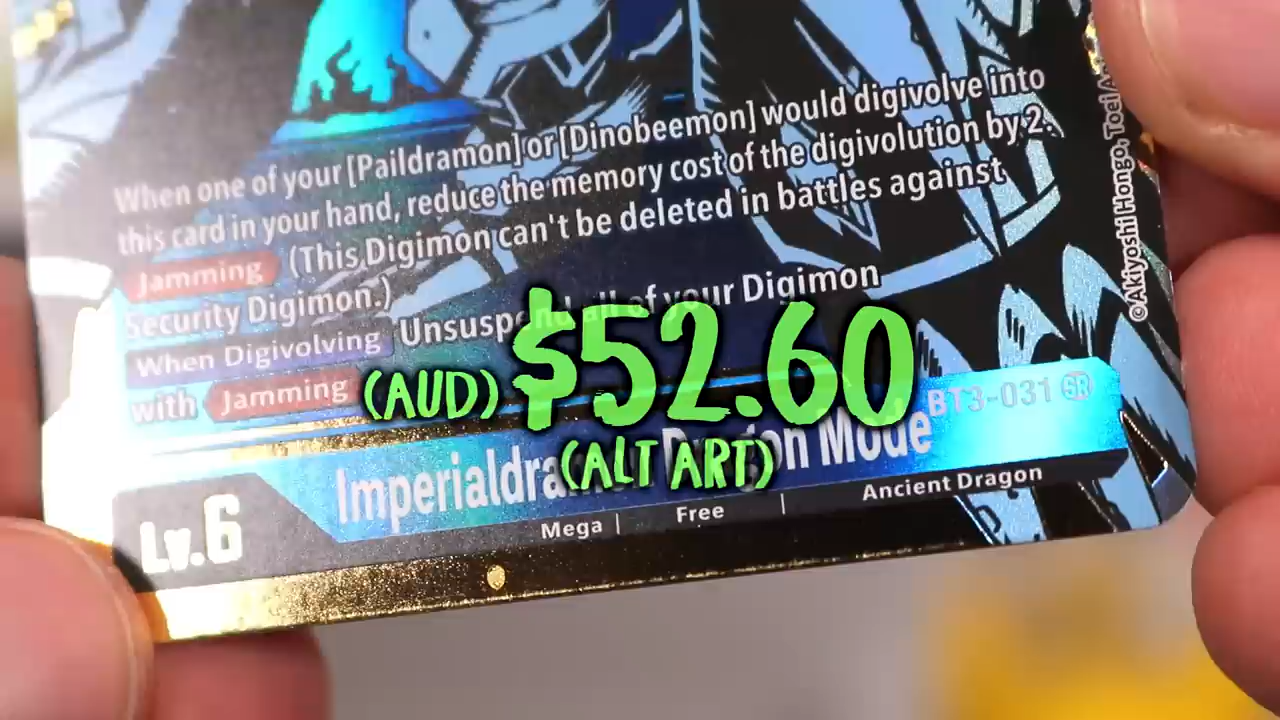 When one of your [Paildramon] or [Dinobeemon] would digivolve into
this card in your hand, reduce the memory cost of the digivolution by 2.
Jamming (This Digimon can't be deleted in battles against
Security Digimon.)
When Digivolving Unsuspend all of your Digimon
with Jamming
(AUD) $52.60
(ALT ART)
BT3-031 SR
Imperialdramon Dragon Mode
Lv.6
Mega | Free | Ancient Dragon
©Akiyoshi Hongo, Toei